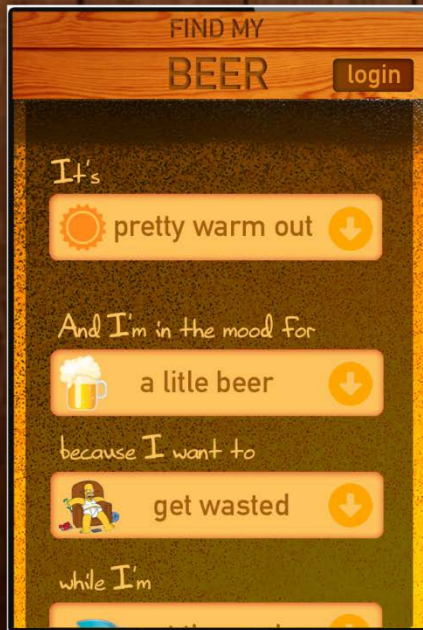 FIND MY
BEER
login
It's
pretty warm out
And I'm in the mood for
a litle beer
because I want to
get wasted
while I'm